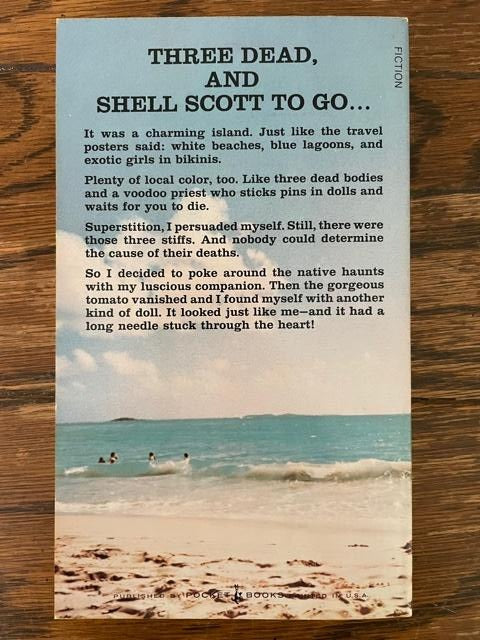 THREE DEAD,
AND
SHELL SCOTT TO GO...
FICTION
It was a charming island. Just like the travel
posters said: white beaches, blue lagoons, and
exotic girls in bikinis.
Plenty of local color, too. Like three dead bodies
and a voodoo priest who sticks pins in dolls and
waits for you to die.
Superstition, I persuaded myself. Still, there were
those three stiffs. And nobody could determine
the cause of their deaths.
So I decided to poke around the native haunts
with my luscious companion. Then the gorgeous
tomato vanished and I found myself with another
kind of doll. It looked just like me—and it had a
long needle stuck through the heart!
PUBLISHED BY POCKET BOOKS PRINTED IN U.S.A.